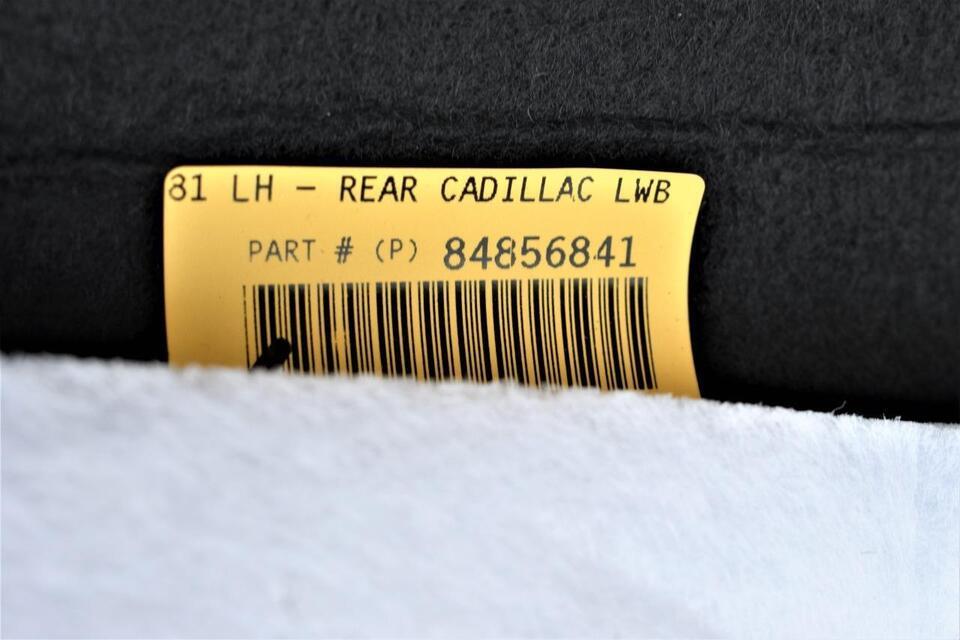 81 LH – REAR CADILLAC LWB
PART # (P) 84856841